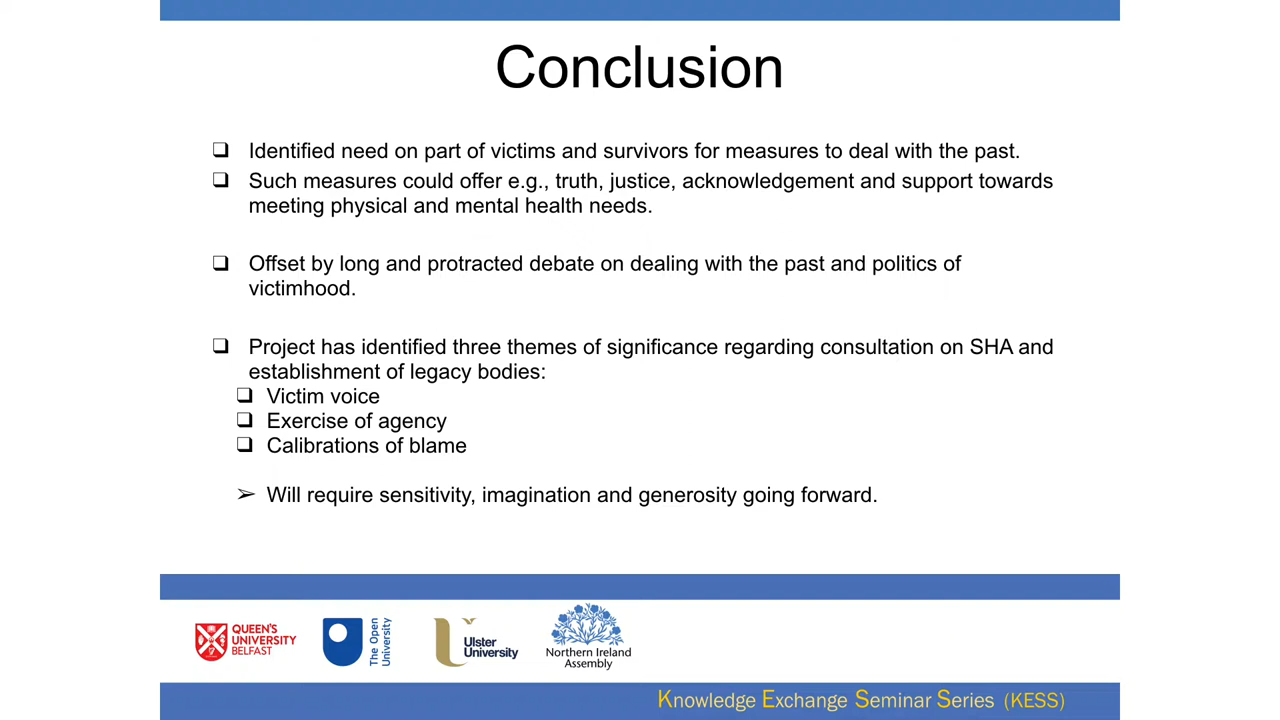 Conclusion
❑ Identified need on part of victims and survivors for measures to deal with the past.
❑ Such measures could offer e.g., truth, justice, acknowledgement and support towards
meeting physical and mental health needs.
❑ Offset by long and protracted debate on dealing with the past and politics of
victimhood.
❑ Project has identified three themes of significance regarding consultation on SHA and
establishment of legacy bodies:
❑ Victim voice
❑ Exercise of agency
❑ Calibrations of blame
➢ Will require sensitivity, imagination and generosity going forward.
QUEEN'S
UNIVERSITY
BELFAST
The Open
University
Ulster
University
Northern Ireland
Assembly
Knowledge Exchange Seminar Series (KESS)